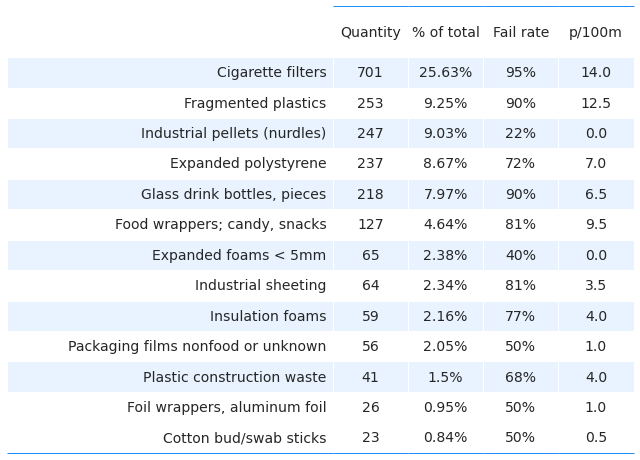 Quantity % of total Fail rate p/100m
Cigarette filters 701 25.63% 95% 14.0
Fragmented plastics 253 9.25% 90% 12.5
Industrial pellets (nurdles) 247 9.03% 22% 0.0
Expanded polystyrene 237 8.67% 72% 7.0
Glass drink bottles, pieces 218 7.97% 90% 6.5
Food wrappers; candy, snacks 127 4.64% 81% 9.5
Expanded foams < 5mm 65 2.38% 40% 0.0
Industrial sheeting 64 2.34% 81% 3.5
Insulation foams 59 2.16% 77% 4.0
Packaging films nonfood or unknown 56 2.05% 50% 1.0
Plastic construction waste 41 1.5% 68% 4.0
Foil wrappers, aluminum foil 26 0.95% 50% 1.0
Cotton bud/swab sticks 23 0.84% 50% 0.5